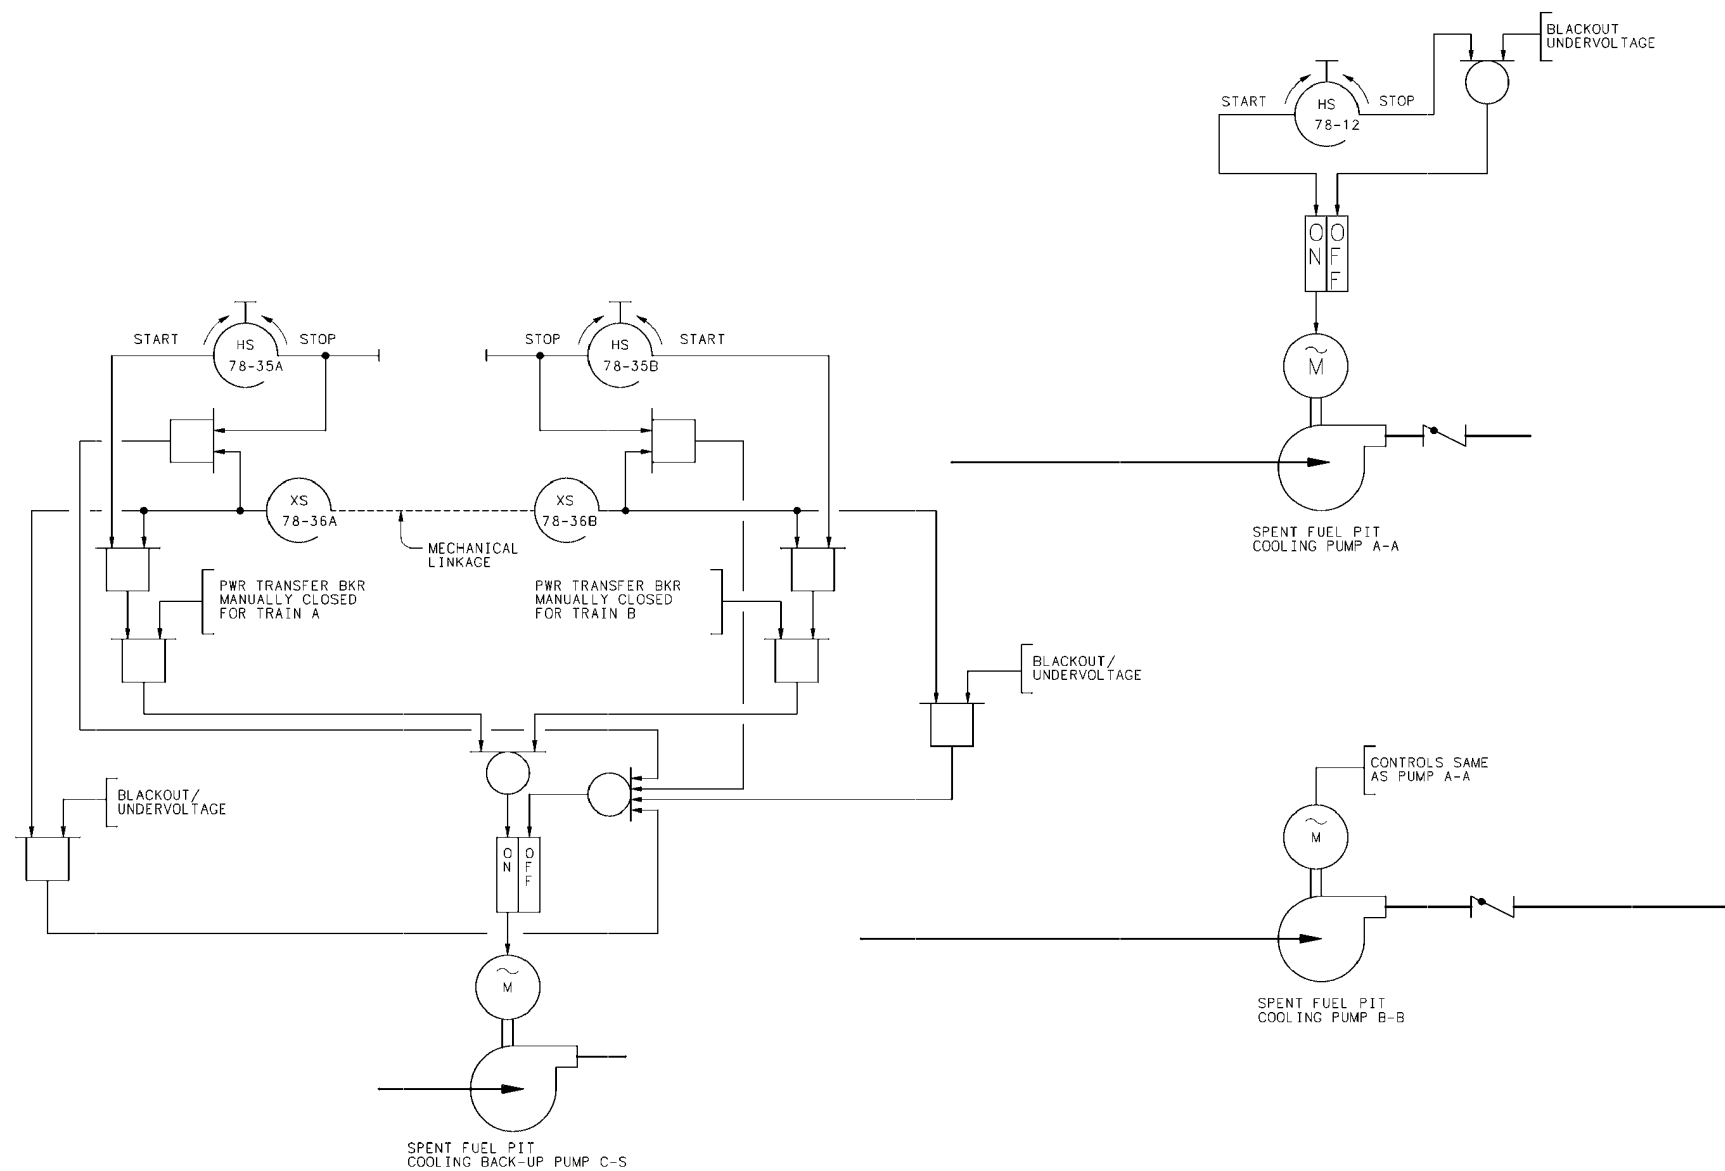 BLACKOUT
UNDERVOLTAGE
START
HS
78-12
STOP
ON
OFF
M
SPENT FUEL PIT
COOLING PUMP A-A
START
HS
78-35A
STOP
STOP
HS
78-35B
START
XS
78-36A
XS
78-36B
MECHANICAL
LINKAGE
PWR TRANSFER BKR
MANUALLY CLOSED
FOR TRAIN A
PWR TRANSFER BKR
MANUALLY CLOSED
FOR TRAIN B
BLACKOUT/
UNDERVOLTAGE
BLACKOUT/
UNDERVOLTAGE
ON
OFF
M
SPENT FUEL PIT
COOLING BACK-UP PUMP C-S
CONTROLS SAME
AS PUMP A-A
M
SPENT FUEL PIT
COOLING PUMP B-B